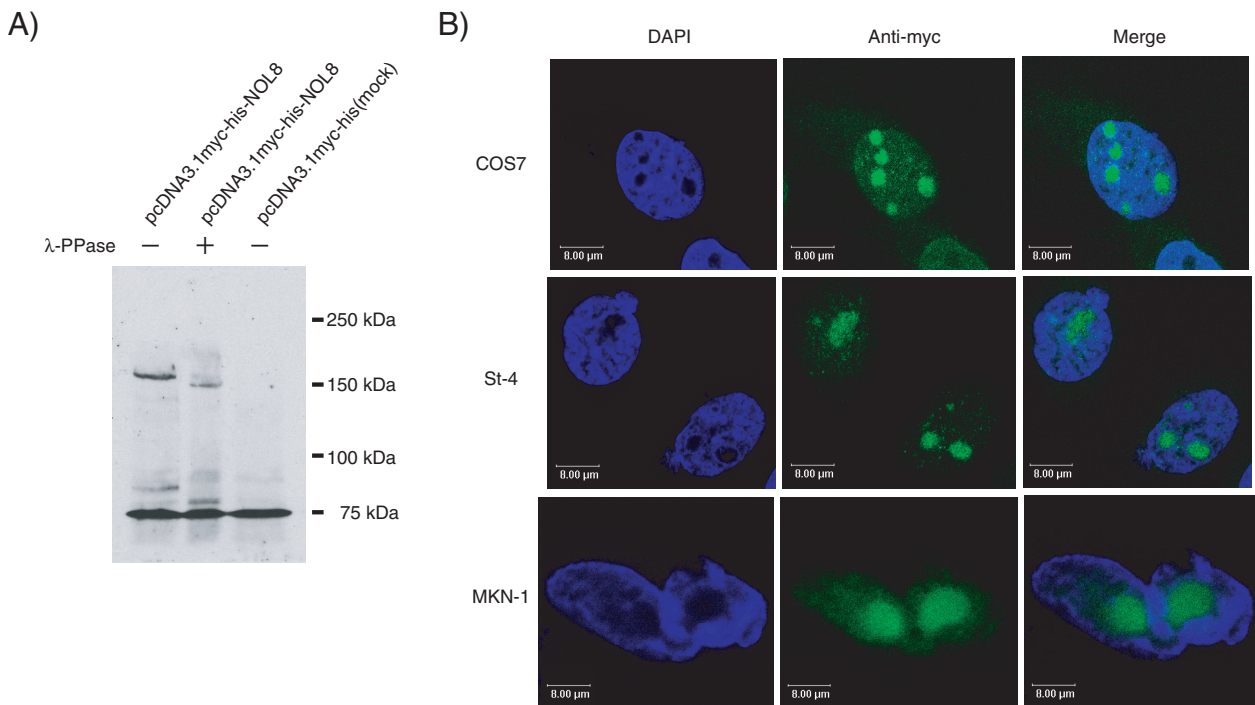 A)
pcDNA3.1myc-his-NOL8
pcDNA3.1myc-his-NOL8
pcDNA3.1myc-his(mock)
λ-PPase − + −
250 kDa
150 kDa
100 kDa
75 kDa
B)
DAPI Anti-myc Merge
COS7
8.00 µm 8.00 µm 8.00 µm
St-4
8.00 µm 8.00 µm 8.00 µm
MKN-1
8.00 µm 8.00 µm 8.00 µm